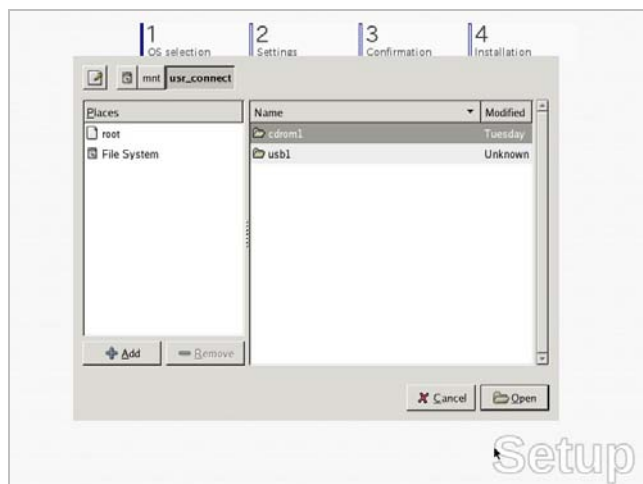 1 2 3 4
OS selection Settings Confirmation Installation
mnt usr_connect
Places
Name Modified
root
cdrom1 Tuesday
File System
usb1 Unknown
Add Remove
Cancel Open
Setup